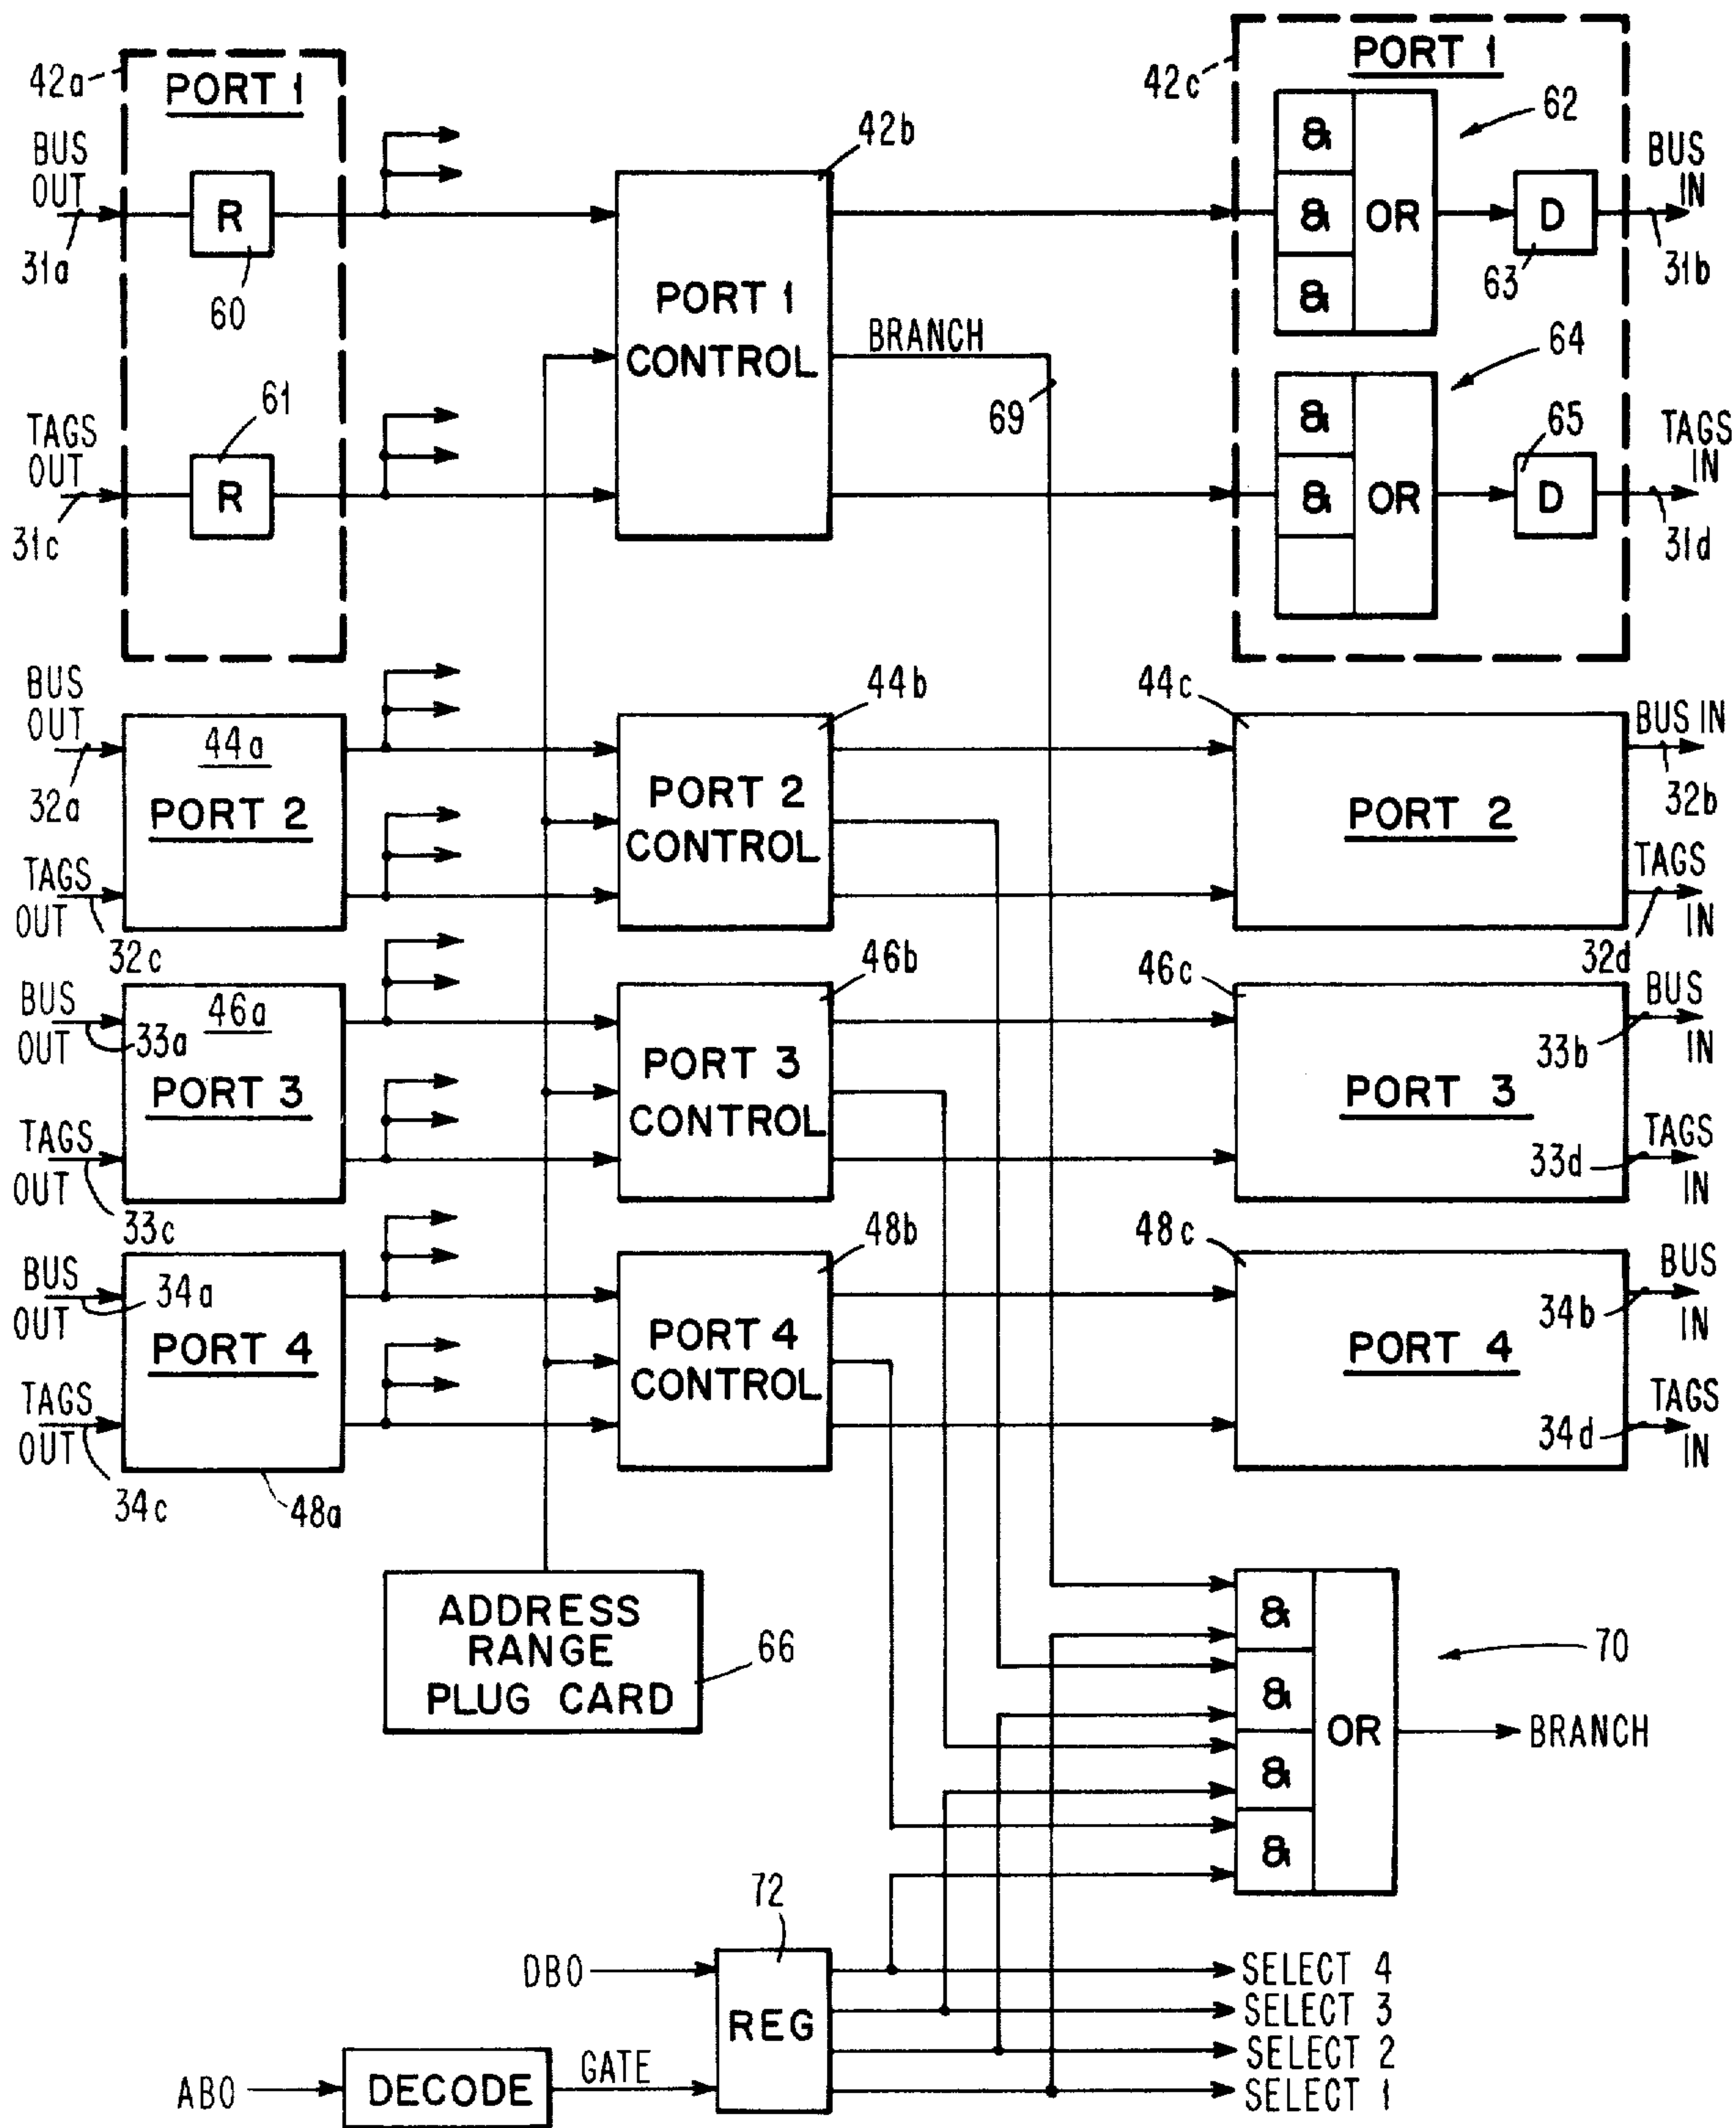 42a
PORT 1
BUS
OUT
31a
R
60
TAGS
OUT
31c
61
R
42b
PORT 1
CONTROL
BRANCH
69
42c
PORT 1
&
&
&
OR
62
D
63
BUS
IN
31b
&
&
OR
64
D
65
TAGS
IN
31d
BUS
OUT
32a
44a
PORT 2
TAGS
OUT
32c
44b
PORT 2
CONTROL
44c
PORT 2
BUS IN
32b
TAGS
IN
32d
BUS
OUT
33a
46a
PORT 3
TAGS
OUT
33c
46b
PORT 3
CONTROL
46c
PORT 3
BUS
IN
33b
TAGS
IN
33d
BUS
OUT
34a
PORT 4
TAGS
OUT
34c
48a
48b
PORT 4
CONTROL
48c
PORT 4
BUS
IN
34b
TAGS
IN
34d
ADDRESS
RANGE
PLUG CARD
66
&
&
&
&
OR
70
BRANCH
72
DBO
REG
ABO
DECODE
GATE
SELECT 4
SELECT 3
SELECT 2
SELECT 1